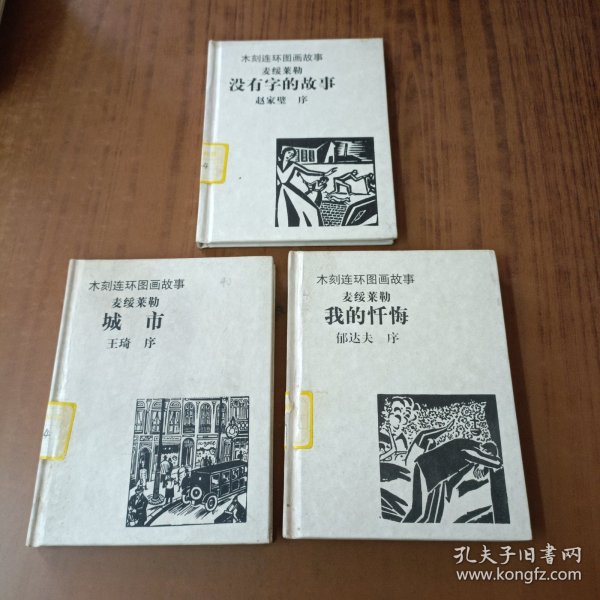 木刻连环图画故事
麦绥莱勒
没有字的故事
赵家璧 序
4
木刻连环图画故事
麦绥莱勒
城 市
王琦 序
4
木刻连环图画故事
麦绥莱勒
我的忏悔
郁达夫 序
孔夫子旧书网
www.kongfz.com